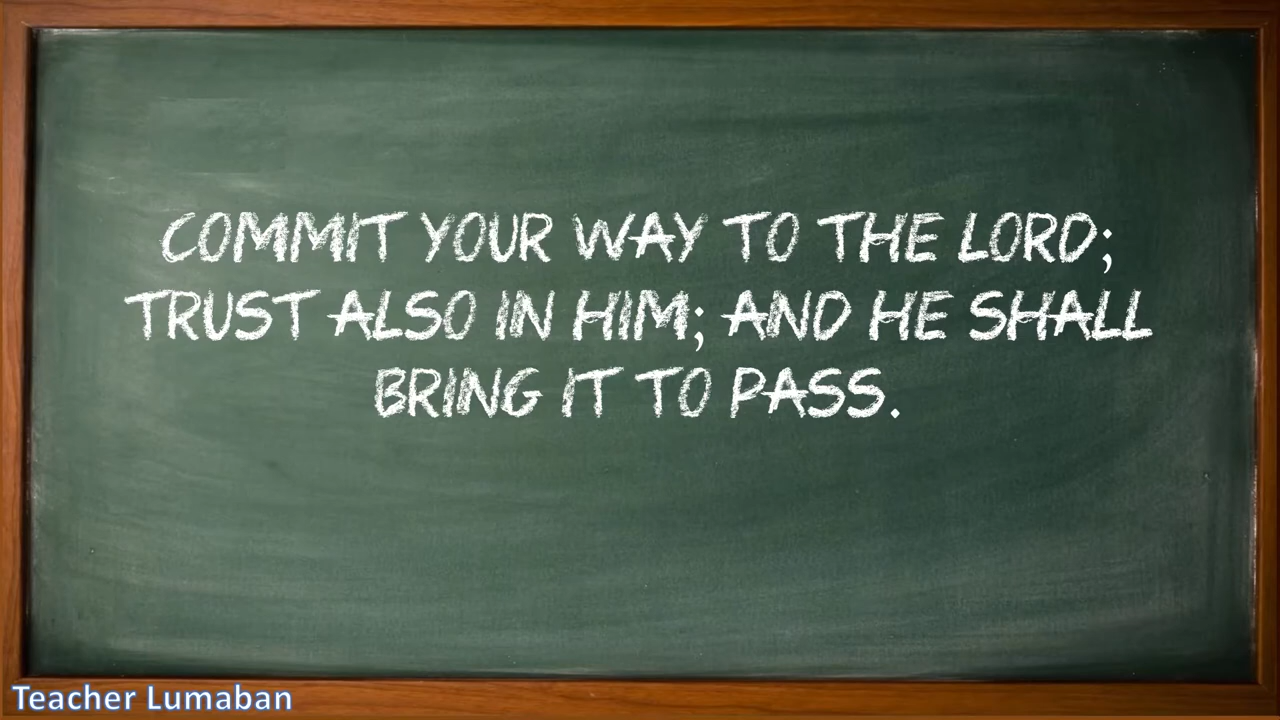 COMMIT YOUR WAY TO THE LORD;
TRUST ALSO IN HIM; AND HE SHALL
BRING IT TO PASS.
Teacher Lumaban